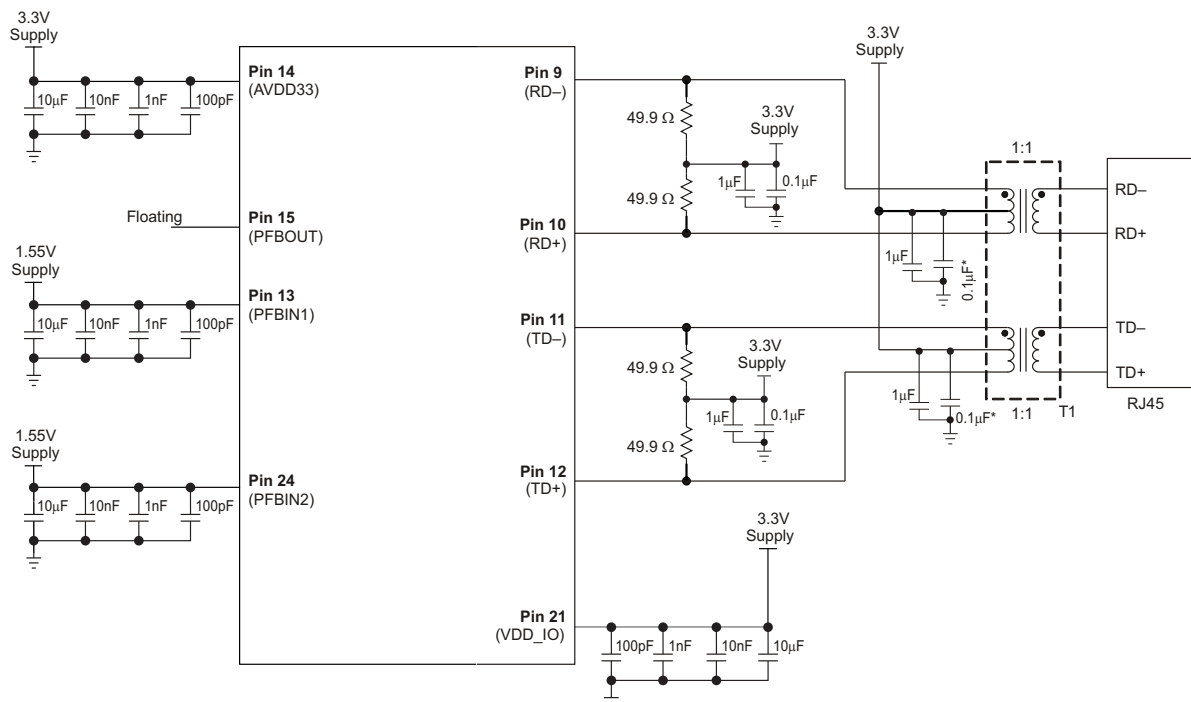 3.3V
Supply
10μF
10nF
1nF
100pF
Pin 14
(AVDD33)
Floating
Pin 15
(PFBOUT)
1.55V
Supply
10μF
10nF
1nF
100pF
Pin 13
(PFBIN1)
1.55V
Supply
10μF
10nF
1nF
100pF
Pin 24
(PFBIN2)
Pin 9
(RD–)
49.9 Ω
3.3V
Supply
1μF
0.1μF
49.9 Ω
Pin 10
(RD+)
Pin 11
(TD–)
49.9 Ω
3.3V
Supply
1μF
0.1μF
49.9 Ω
Pin 12
(TD+)
3.3V
Supply
Pin 21
(VDD_IO)
100pF
1nF
10nF
10μF
3.3V
Supply
1μF
0.1μF*
1μF
0.1μF*
1:1
1:1
T1
RD–
RD+
TD–
TD+
RJ45